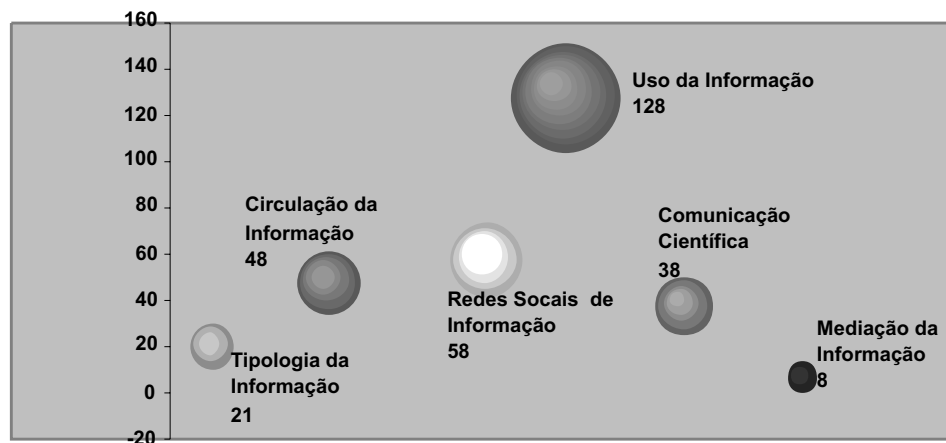 160
140
120
100
80
60
40
20
0
-20
Uso da Informação
128
Circulação da
Informação
48
Comunicação
Científica
38
Redes Socais de
Informação
58
Mediação da
Informação
8
Tipologia da
Informação
21